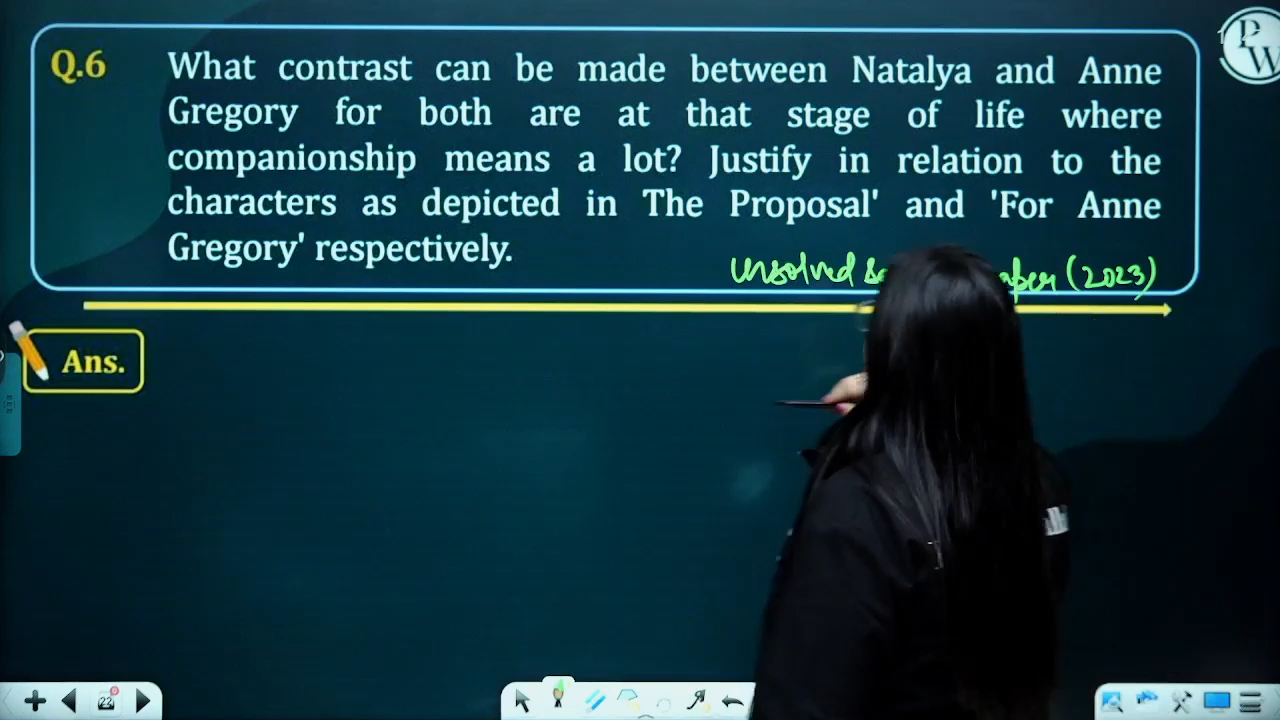 Q.6 What contrast can be made between Natalya and Anne
Gregory for both are at that stage of life where
companionship means a lot? Justify in relation to the
characters as depicted in The Proposal' and 'For Anne
Gregory' respectively.
unsolved (2023)
Ans.
PW
22